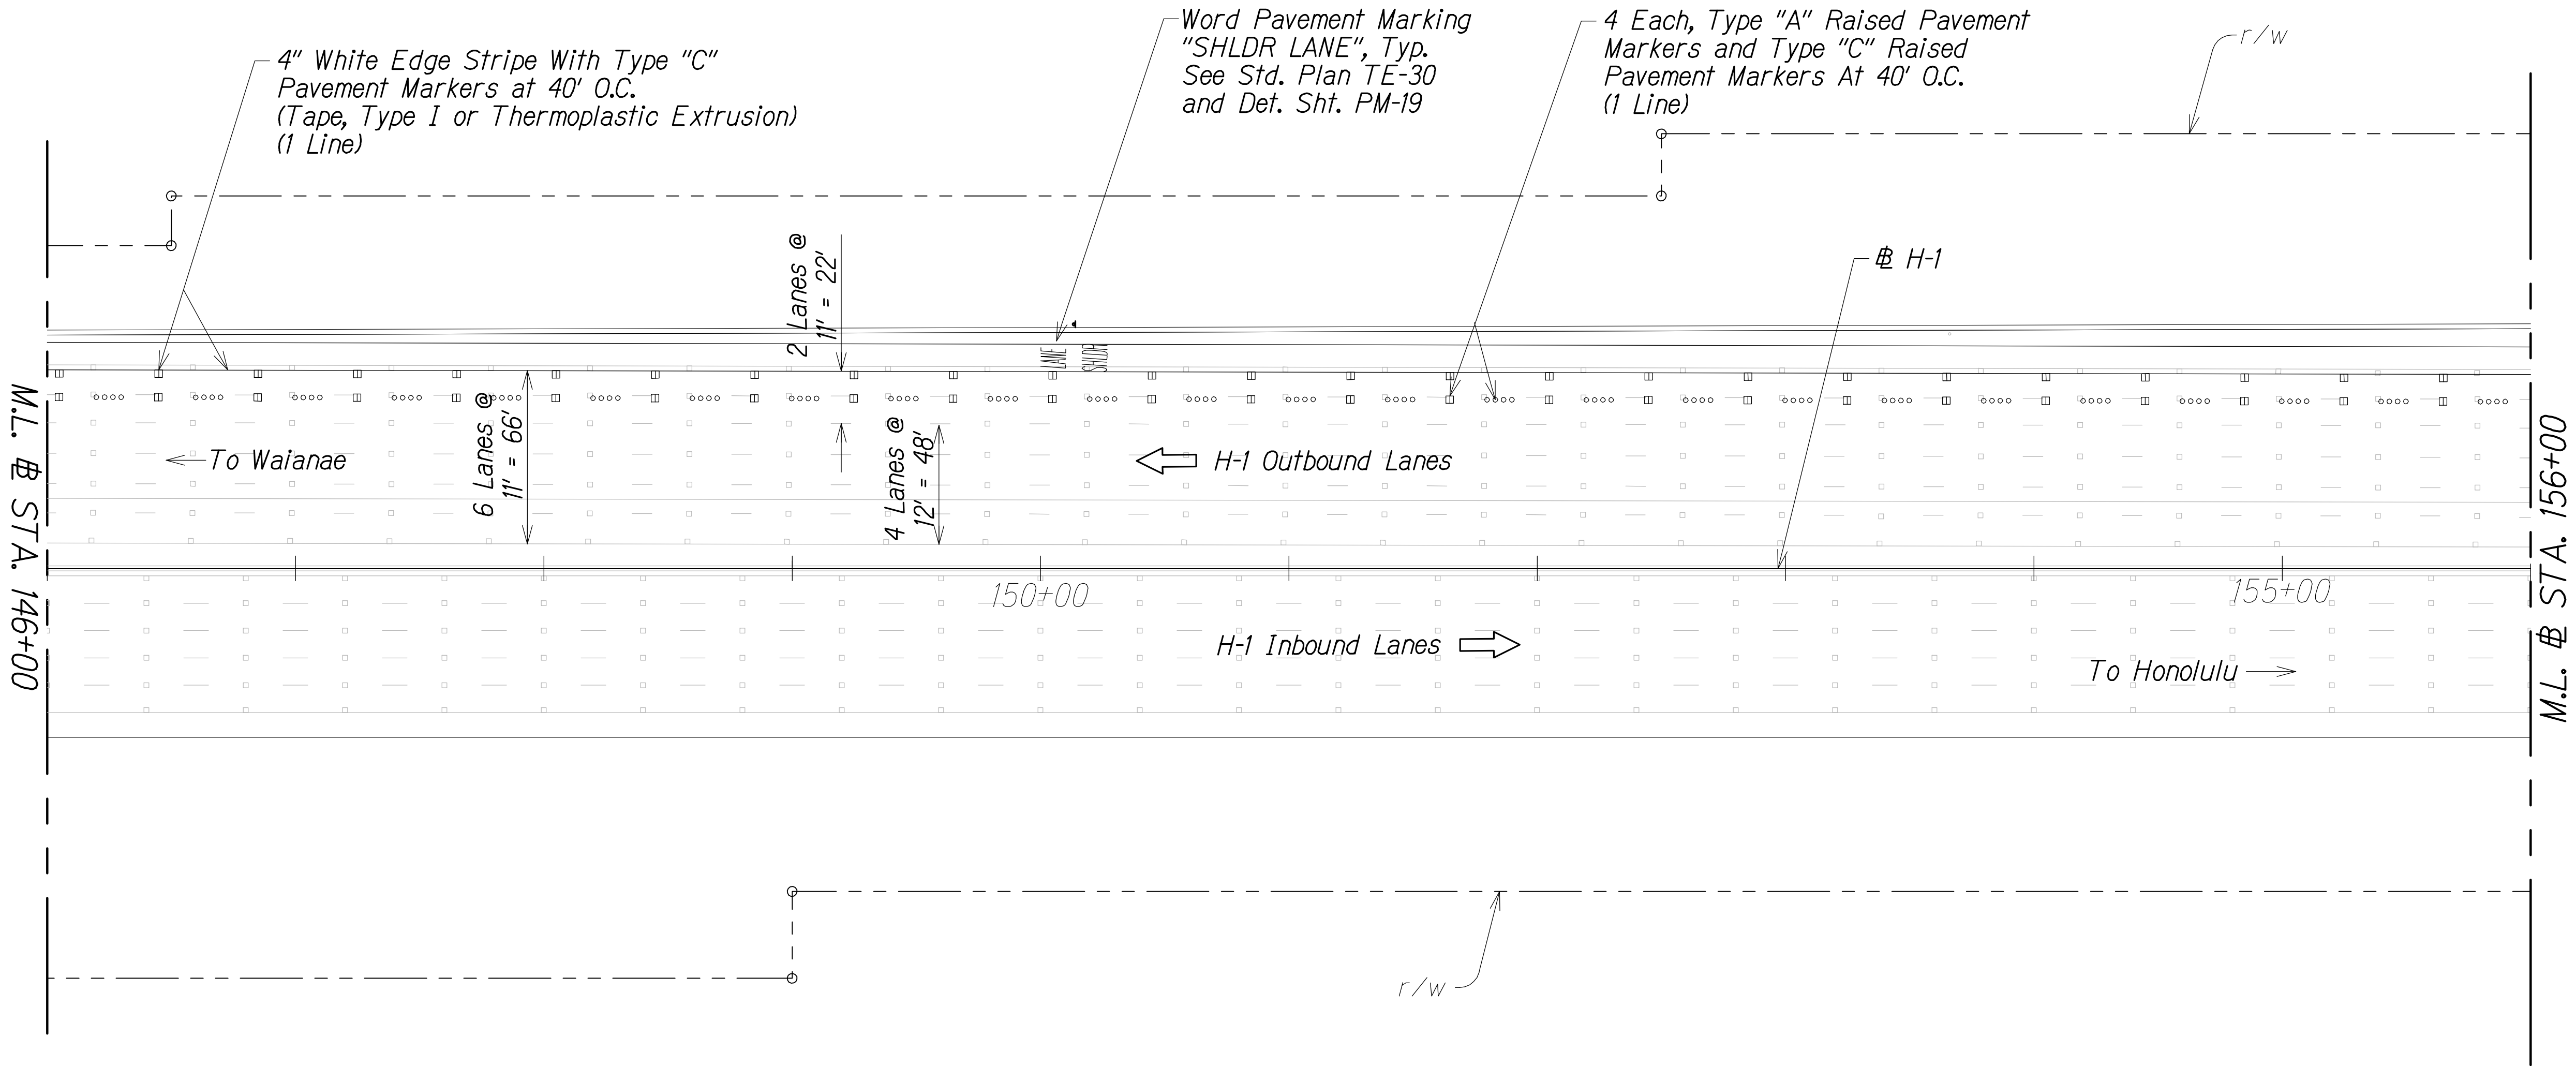 4" White Edge Stripe With Type "C"
Pavement Markers at 40' O.C.
(Tape, Type I or Thermoplastic Extrusion)
(1 Line)
Word Pavement Marking
"SHLDR LANE", Typ.
See Std. Plan TE-30
and Det. Sht. PM-19
4 Each, Type "A" Raised Pavement
Markers and Type "C" Raised
Pavement Markers At 40' O.C.
(1 Line)
r/w
2 Lanes @
11' = 22'
℄ H-1
LANE
SHLDR
6 Lanes @
11' = 66'
4 Lanes @
12' = 48'
To Waianae
H-1 Outbound Lanes
150+00
155+00
H-1 Inbound Lanes
To Honolulu
r/w
M.L. ℄ STA. 146+00
M.L. ℄ STA. 156+00